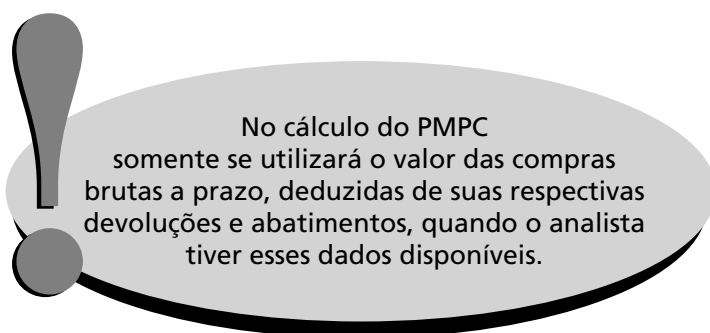 No cálculo do PMPC
somente se utilizará o valor das compras
brutas a prazo, deduzidas de suas respectivas
devoluções e abatimentos, quando o analista
tiver esses dados disponíveis.